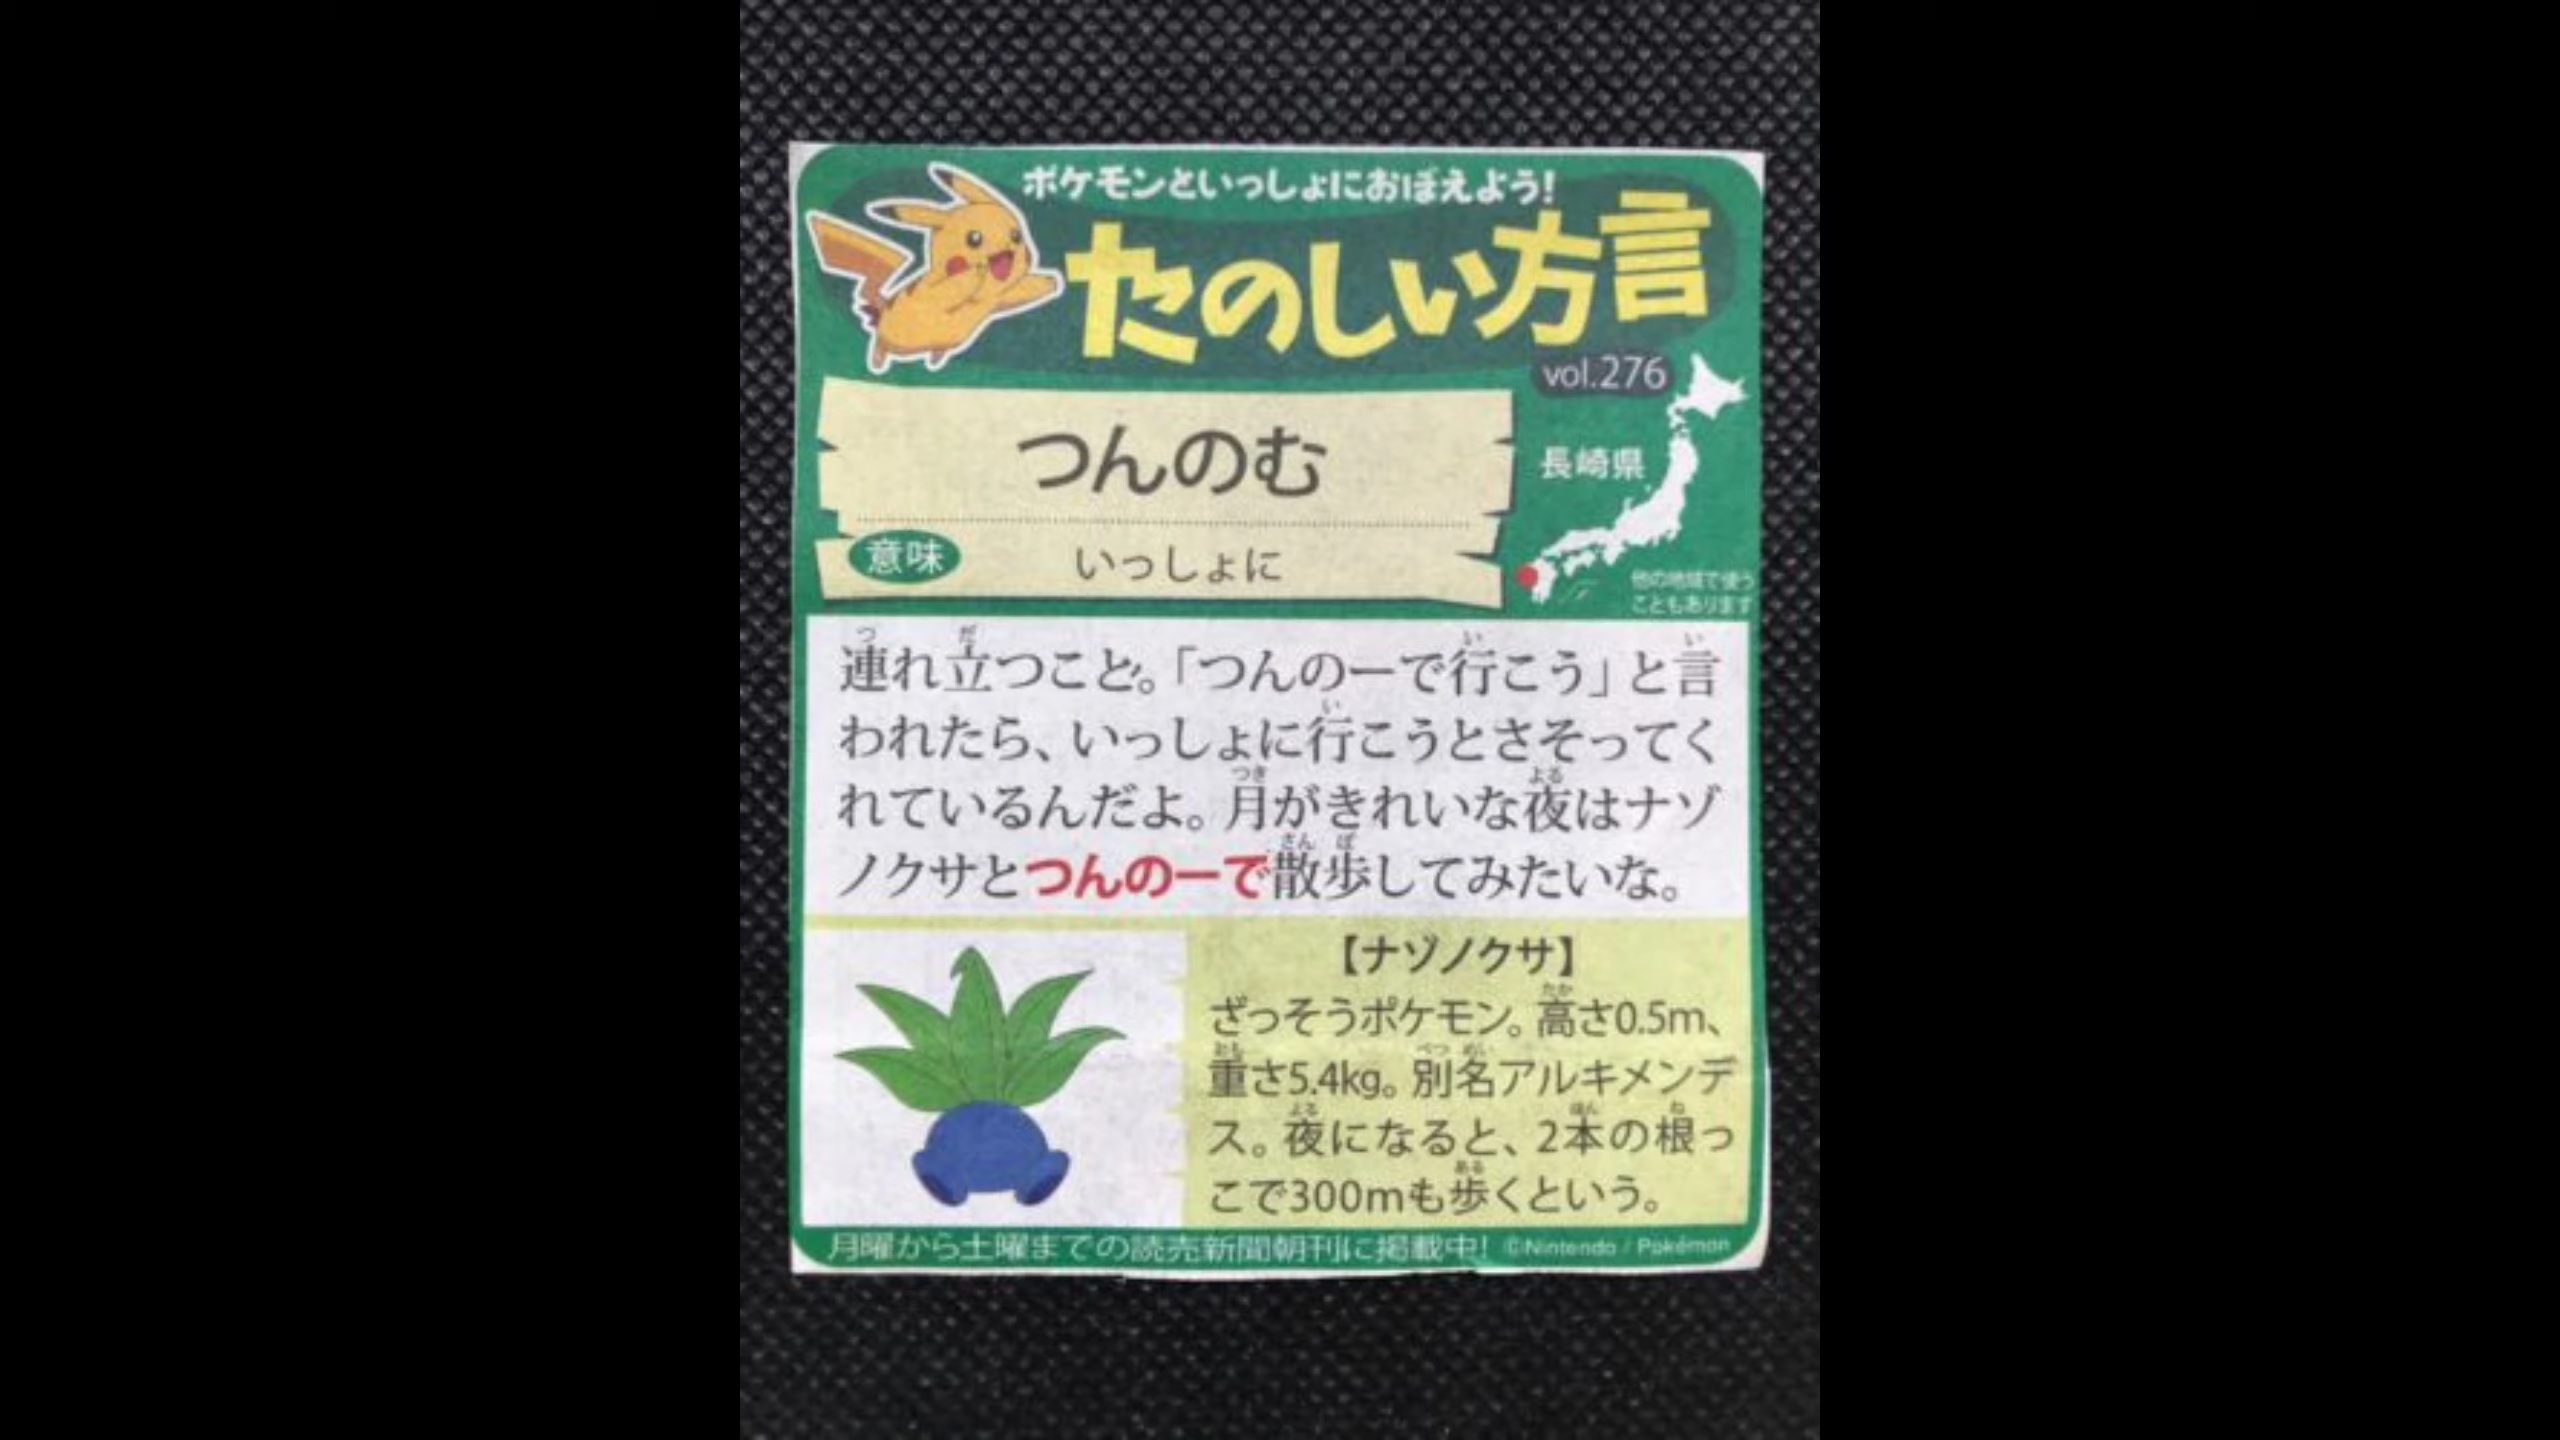 ポケモンといっしょにおぼえよう!
たのしい方言
vol.276
つんのむ
長崎県
意味 いっしょに
他の地域で使う
こともあります
連れ立つこと。「つんのーで行こう」と言
われたら、いっしょに行こうとさそってく
れているんだよ。月がきれいな夜はナゾ
ノクサとつんのーで散歩してみたいな。
【ナゾノクサ】
ざっそうポケモン。高さ0.5m、
重さ5.4kg。別名アルキメンデ
ス。夜になると、2本の根っ
こで300mも歩くという。
月曜から土曜までの読売新聞朝刊に掲載中! ©Nintendo / Pokémon